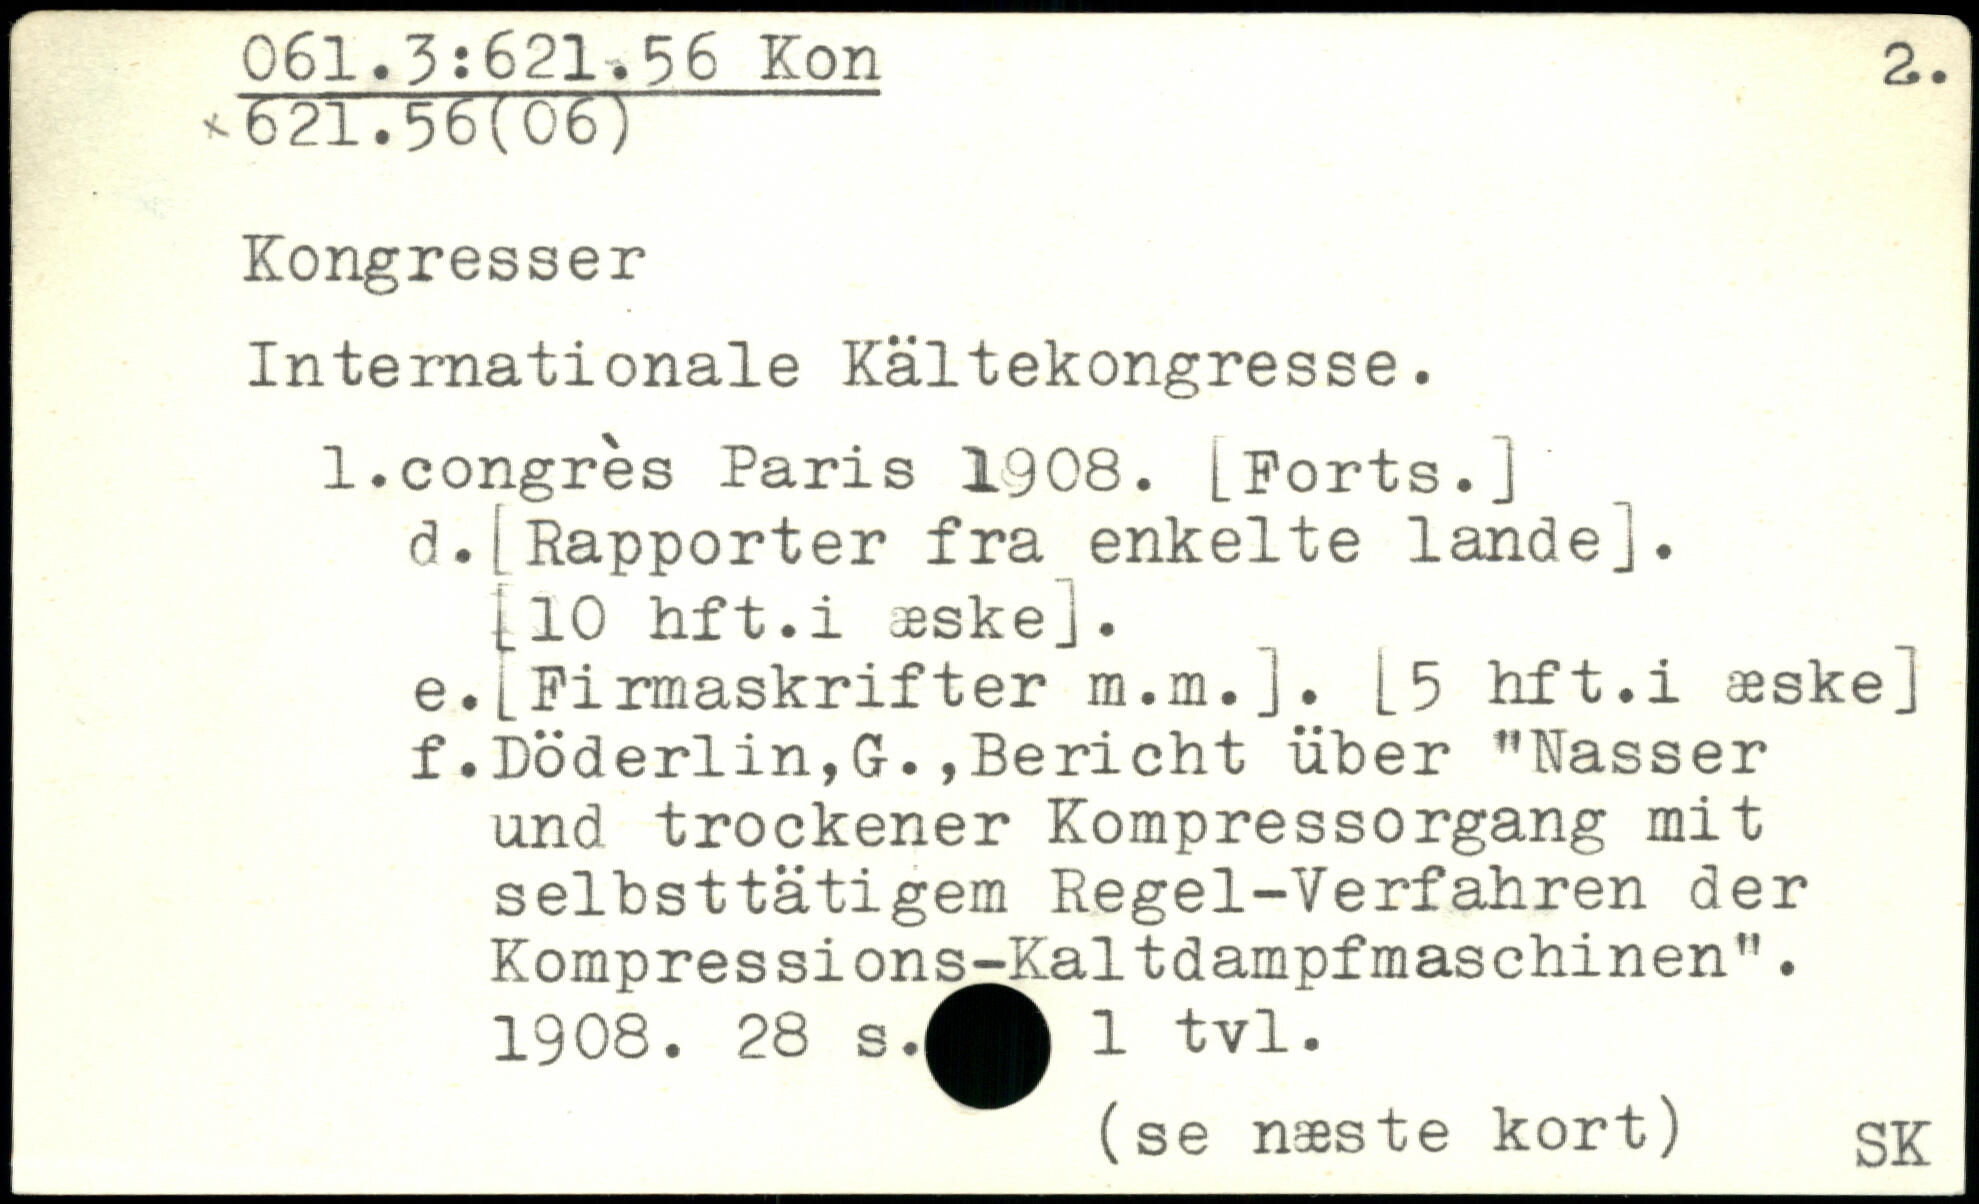 061.3:621.56 Kon
2.
×621.56(06)
Kongresser
Internationale Kältekongresse.
1.congrès Paris 1908. [Forts.]
d.[Rapporter fra enkelte lande].
[10 hft.i æske].
e.[Firmaskrifter m.m.]. [5 hft.i æske]
f.Döderlin,G.,Bericht über "Nasser
und trockener Kompressorgang mit
selbsttätigem Regel-Verfahren der
Kompressions-Kaltdampfmaschinen".
1908. 28 s. 1 tvl.
(se næste kort)
SK